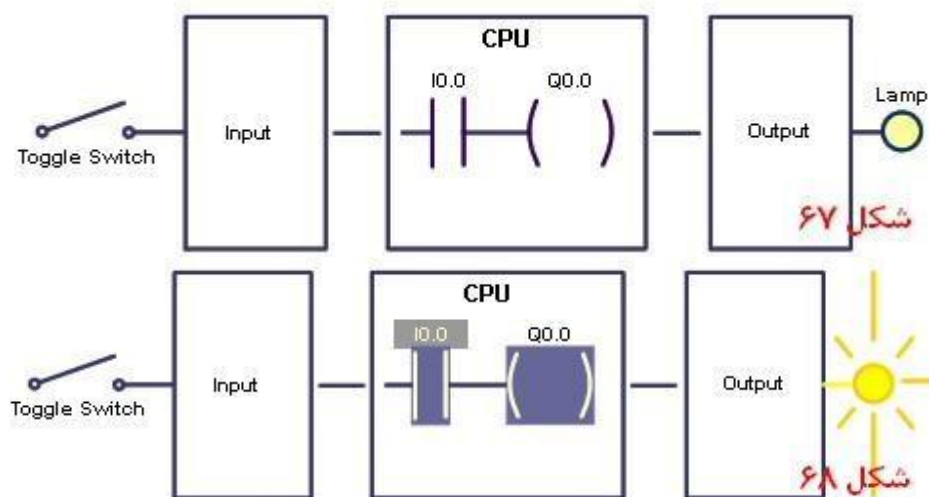 CPU
I0.0 Q0.0
Lamp
Input
Output
Toggle Switch
شکل ۶۷
CPU
I0.0 Q0.0
Input
Output
Toggle Switch
شکل ۶۸